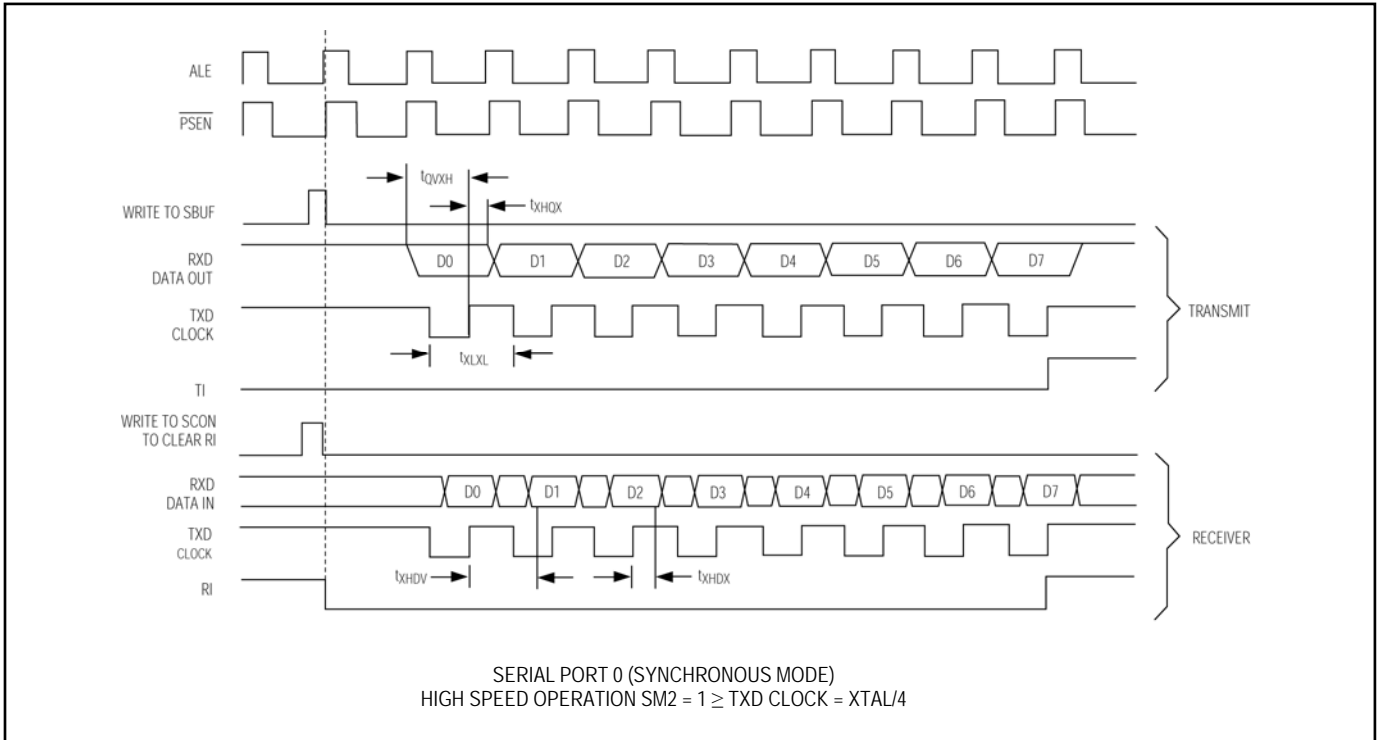 ALE
PSEN
tQVXH
WRITE TO SBUF
tXHQX
RXD
DATA OUT
D0 D1 D2 D3 D4 D5 D6 D7
TXD
CLOCK
TRANSMIT
tXLXL
TI
WRITE TO SCON
TO CLEAR RI
RXD
DATA IN
D0 D1 D2 D3 D4 D5 D6 D7
TXD
CLOCK
RECEIVER
tXHDV
tXHDX
RI
SERIAL PORT 0 (SYNCHRONOUS MODE)
HIGH SPEED OPERATION SM2 = 1 ≥ TXD CLOCK = XTAL/4